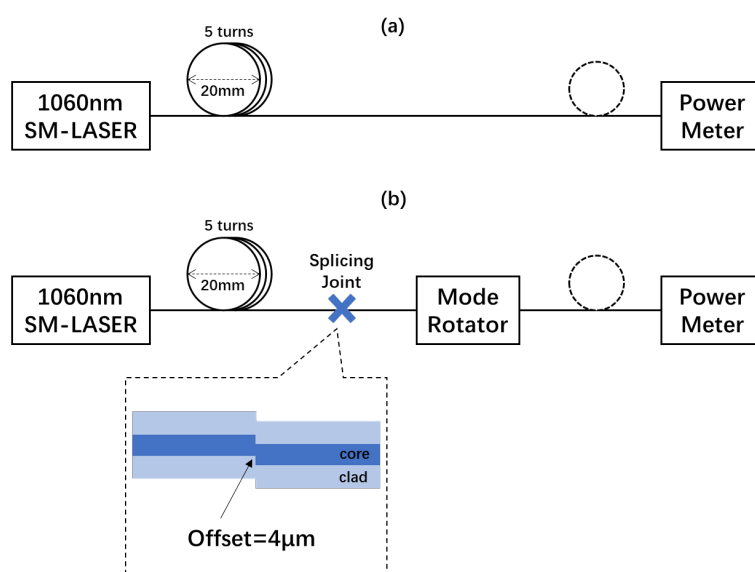 (a)
5 turns
20mm
1060nm
SM-LASER
Power
Meter
(b)
5 turns
20mm
Splicing
Joint
1060nm
SM-LASER
Mode
Rotator
Power
Meter
core
clad
Offset=4μm